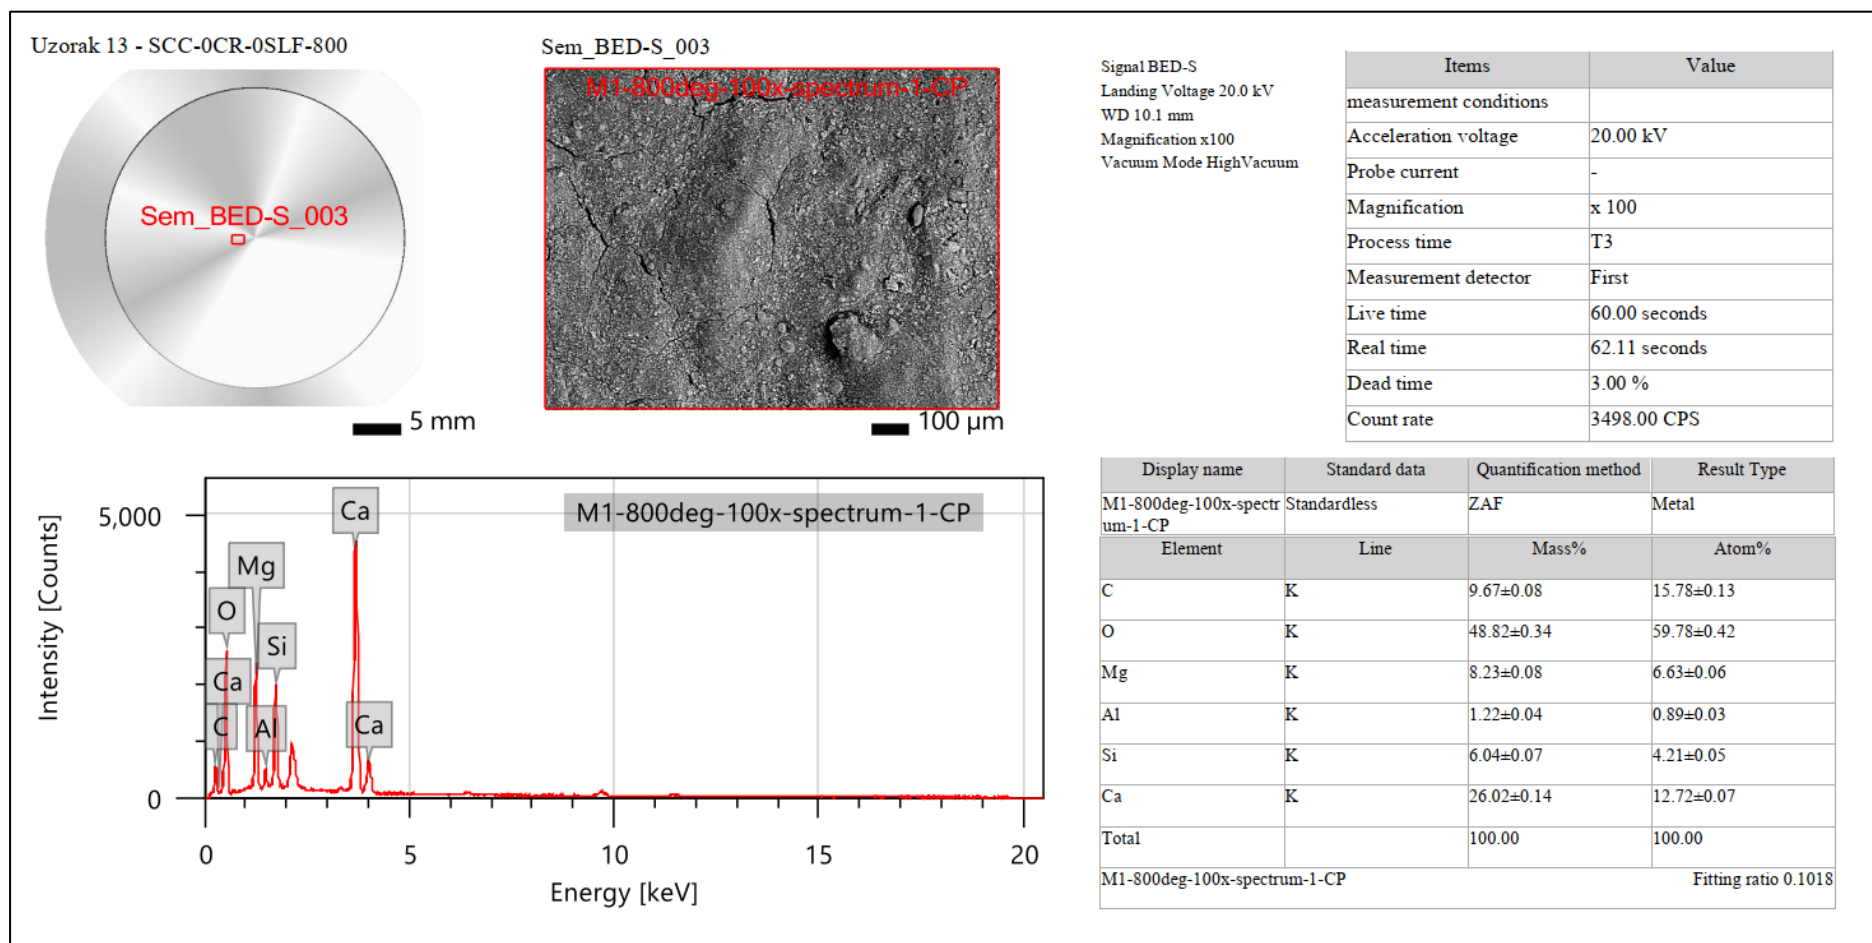 Uzorak 13 - SCC-0CR-0SLF-800
Sem_BED-S_003
Sem_BED-S_003
5 mm
M1-800deg-100x-spectrum-1-CP
100 µm
Signal BED-S
Landing Voltage 20.0 kV
WD 10.1 mm
Magnification x100
Vacuum Mode HighVacuum
Items Value
measurement conditions
Acceleration voltage 20.00 kV
Probe current -
Magnification x 100
Process time T3
Measurement detector First
Live time 60.00 seconds
Real time 62.11 seconds
Dead time 3.00 %
Count rate 3498.00 CPS
Intensity [Counts]
5,000
0
M1-800deg-100x-spectrum-1-CP
Ca
Mg
O
Si
Ca
C
Al
Ca
0 5 10 15 20
Energy [keV]
Display name Standard data Quantification method Result Type
M1-800deg-100x-spectr Standardless ZAF Metal
um-1-CP
Element Line Mass% Atom%
C K 9.67±0.08 15.78±0.13
O K 48.82±0.34 59.78±0.42
Mg K 8.23±0.08 6.63±0.06
Al K 1.22±0.04 0.89±0.03
Si K 6.04±0.07 4.21±0.05
Ca K 26.02±0.14 12.72±0.07
Total 100.00 100.00
M1-800deg-100x-spectrum-1-CP Fitting ratio 0.1018